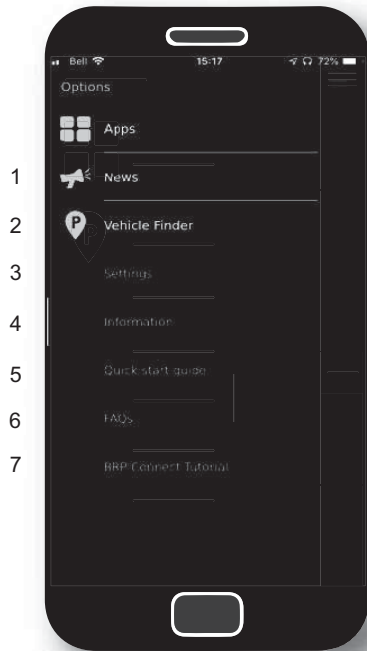 Bell 15:17 72%
Options
Apps
1 News
2 Vehicle Finder
3 Settings
4 Information
5 Quick start guide
6 FAQs
7 BRP Connect Tutorial